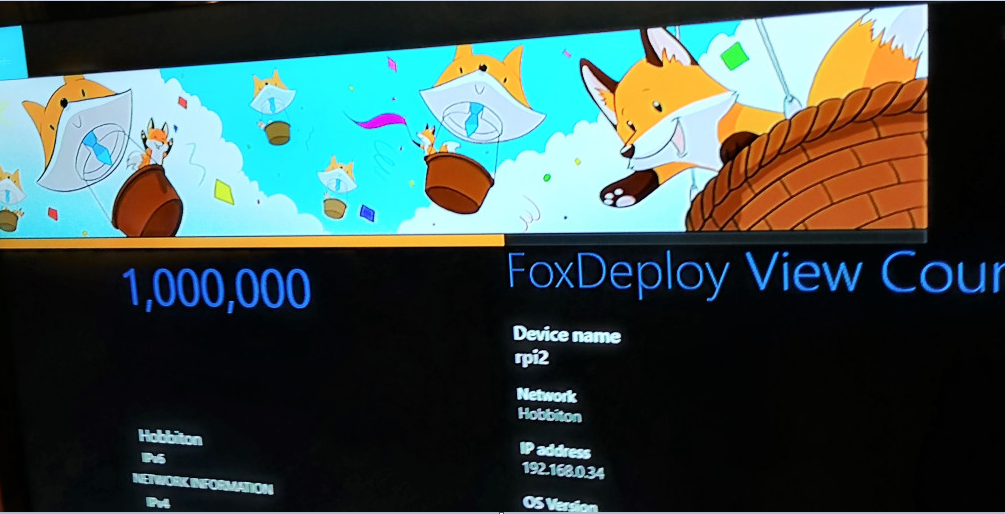 1,000,000
FoxDeploy View Cour
Device name
rpi2
Network
Hobbiton
IP address
192.168.0.34
OS Version
Hobbiton
IPv6
NETWORK INFORMATION
IPv4